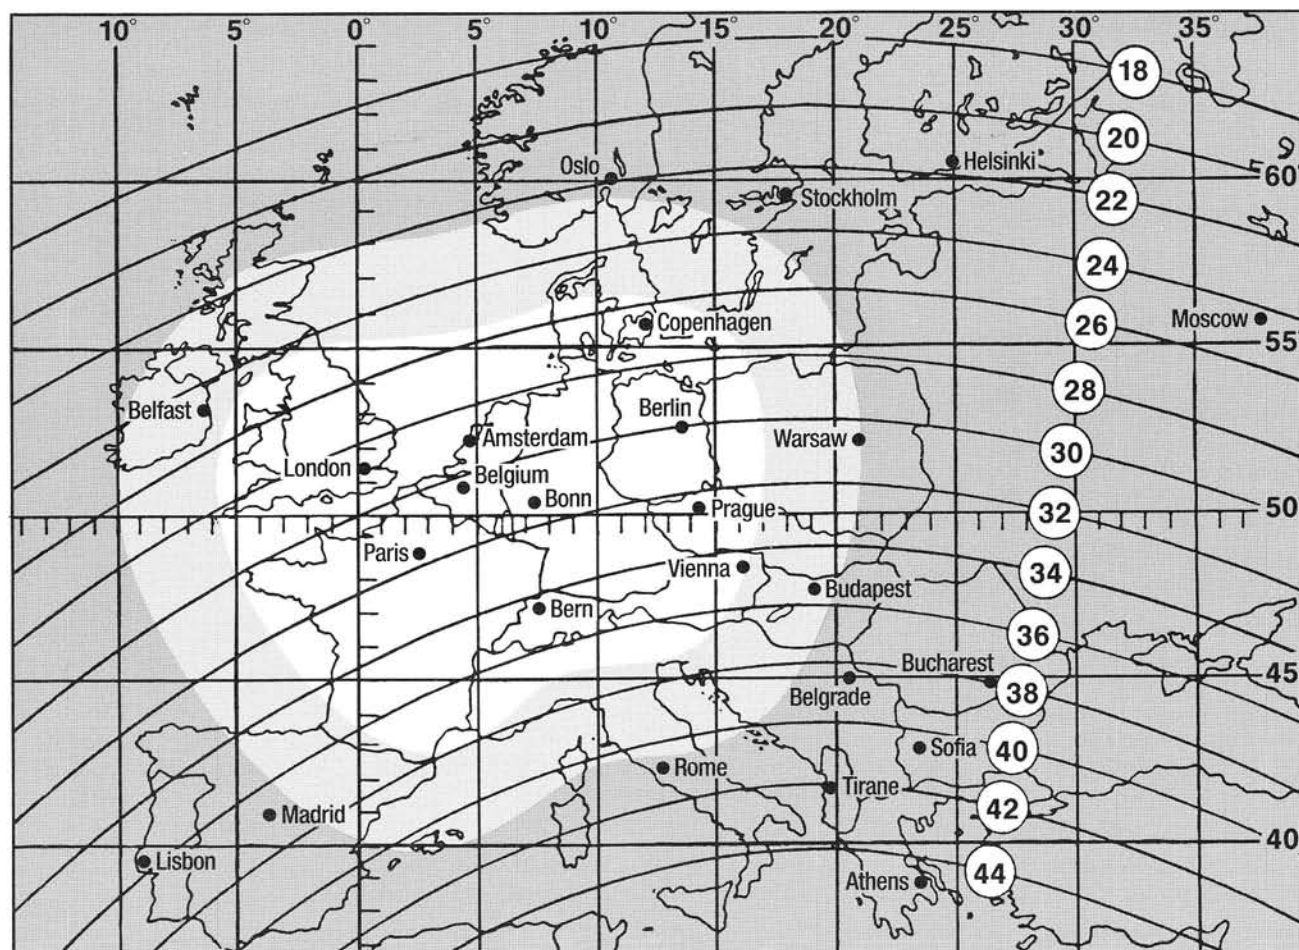 10° 5° 0 5° 10° 15° 20° 25° 30° 35°
18
20
Oslo
Helsinki
60°
22
Stockholm
24
26
Moscow
Copenhagen
55°
28
Belfast
Berlin
Amsterdam
Warsaw
30
London
Belgium
Bonn
Prague
32
50°
Paris
Vienna
34
Budapest
Bern
36
Bucharest
45°
Belgrade
38
Sofia
40
Rome
Tirane
Madrid
42
40°
Lisbon
Athens
44